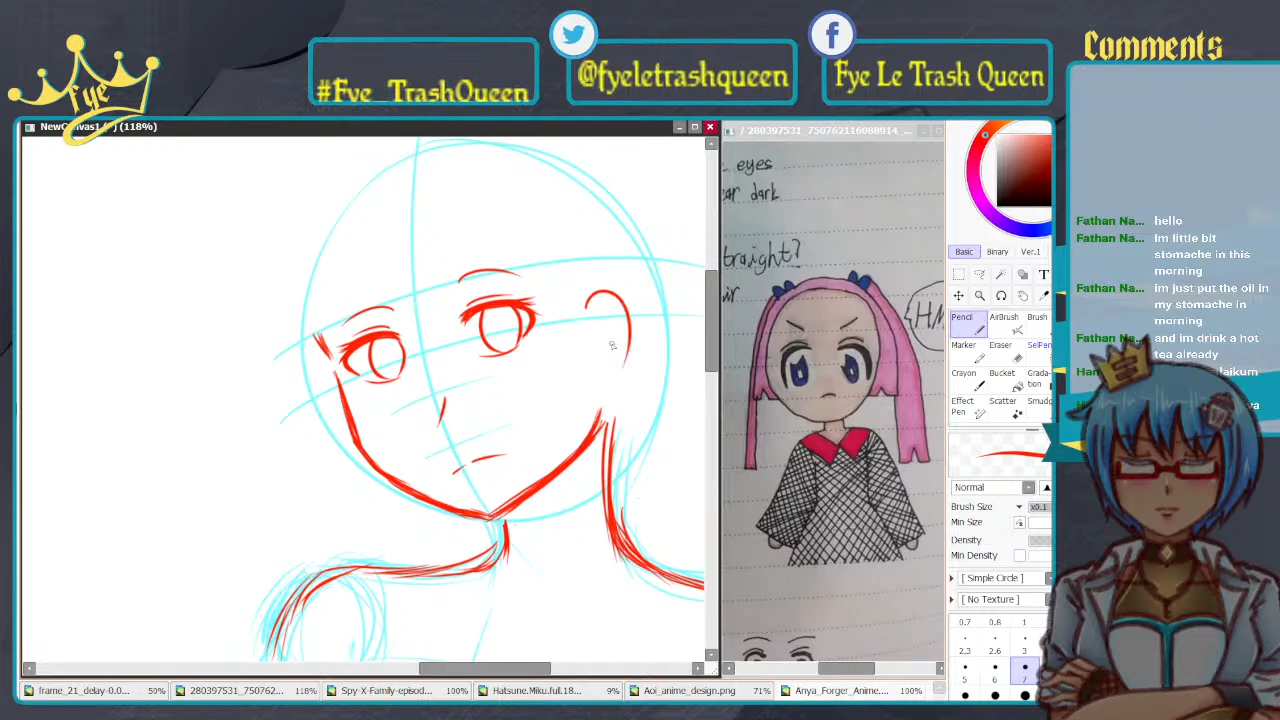 fye
#Fye_TrashQueen
@fyeletrashqueen
Fye Le Trash Queen
Comments
(118%)
/ 280397531_750762116088914_...
eyes
dark
traight?
Basic
Binary
Ver.1
T
Pencil
AirBrush
Brush
Marker
Eraser
SelPen
Crayon
Bucket
Grada-
tion
Effect
Pen
Scatter
Smudg
Normal
Brush Size
x0.1
Min Size
Density
Min Density
[ Simple Circle ]
[ No Texture ]
0.7
0.8
1
2.3
2.6
3
5
6
7
Fathan Na... hello
Fathan Na... im little bit
stomache in this
morning
Fathan Na... im just put the oil in
my stomache in
morning
Fathan Na... and im drink a hot
tea already
laikum
frame_21_delay-0.0...
50%
280397531_750762...
118%
Spy-X-Family-episod...
100%
Hatsune.Miku.full.18...
9%
Aoi_anime_design.png
71%
Anya_Forger_Anime...
100%